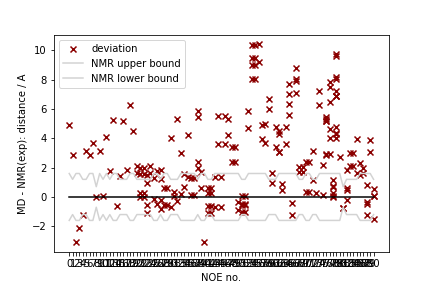 deviation
NMR upper bound
NMR lower bound
10
8
6
4
2
0
−2
MD - NMR(exp): distance / A
NOE no.